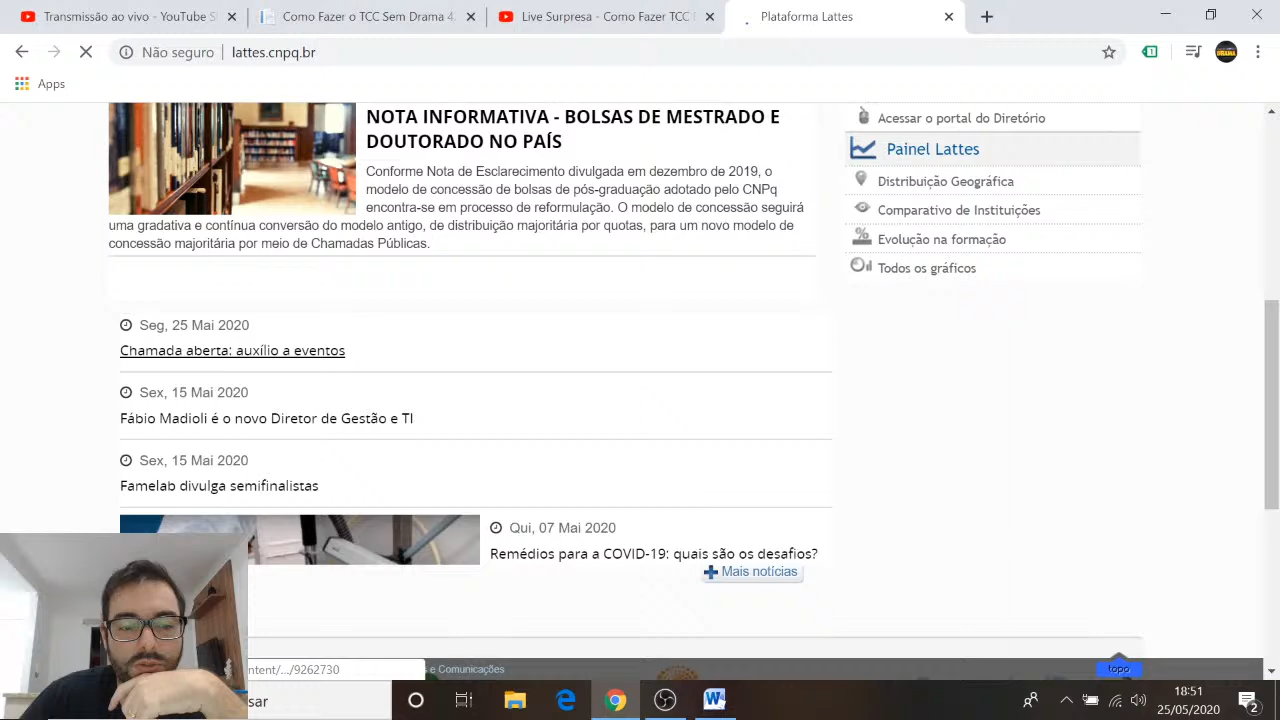 Transmissão ao vivo - YouTube S
Como Fazer o TCC Sem Drama 4.
Live Surpresa - Como Fazer TCC E
Plataforma Lattes
Não seguro | lattes.cnpq.br
1
Apps
NOTA INFORMATIVA - BOLSAS DE MESTRADO E
DOUTORADO NO PAÍS
Conforme Nota de Esclarecimento divulgada em dezembro de 2019, o
modelo de concessão de bolsas de pós-graduação adotado pelo CNPq
encontra-se em processo de reformulação. O modelo de concessão seguirá
uma gradativa e contínua conversão do modelo antigo, de distribuição majoritária por quotas, para um novo modelo de
concessão majoritária por meio de Chamadas Públicas.
Acessar o portal do Diretório
Painel Lattes
Distribuição Geográfica
Comparativo de Instituições
Evolução na formação
Todos os gráficos
Seg, 25 Mai 2020
Chamada aberta: auxílio a eventos
Sex, 15 Mai 2020
Fábio Madioli é o novo Diretor de Gestão e TI
Sex, 15 Mai 2020
Famelab divulga semifinalistas
Qui, 07 Mai 2020
Remédios para a COVID-19: quais são os desafios?
Mais notícias
ntent/.../9262730
s e Comunicações
topo
sar
18:51
25/05/2020
2